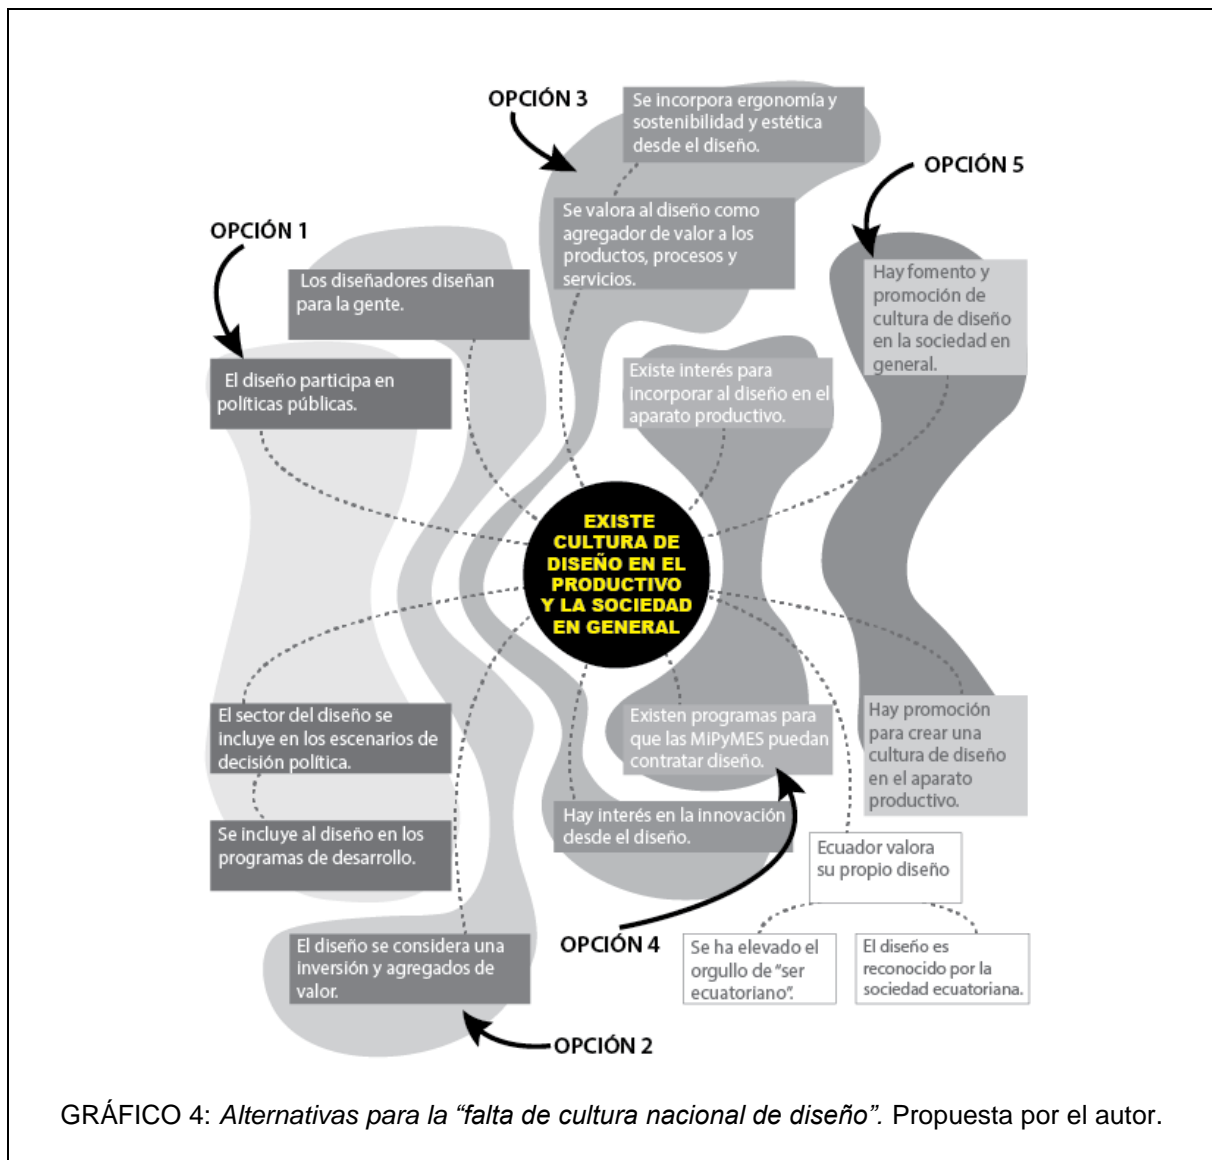 OPCIÓN 3
Se incorpora ergonomía y
sostenibilidad y estética
desde el diseño.
OPCIÓN 5
Se valora al diseño como
agregador de valor a los
productos, procesos y
servicios.
OPCIÓN 1
Los diseñadores diseñan
para la gente.
Hay fomento y
promoción de
cultura de diseño
en la sociedad en
general.
El diseño participa en
políticas públicas.
Existe interés para
incorporar al diseño en el
aparato productivo.
EXISTE
CULTURA DE
DISEÑO EN EL
PRODUCTIVO
Y LA SOCIEDAD
EN GENERAL
El sector del diseño se
incluye en los escenarios de
decisión política.
Existen programas para
que las MiPyMES puedan
contratar diseño.
Hay promoción
para crear una
cultura de diseño
en el aparato
productivo.
Se incluye al diseño en los
programas de desarrollo.
Hay interés en la innovación
desde el diseño.
Ecuador valora
su propio diseño
OPCIÓN 4
El diseño se considera una
inversión y agregados de
valor.
Se ha elevado el
orgullo de “ser
ecuatoriano”.
El diseño es
reconocido por la
sociedad ecuatoriana.
OPCIÓN 2
GRÁFICO 4: Alternativas para la “falta de cultura nacional de diseño”. Propuesta por el autor.